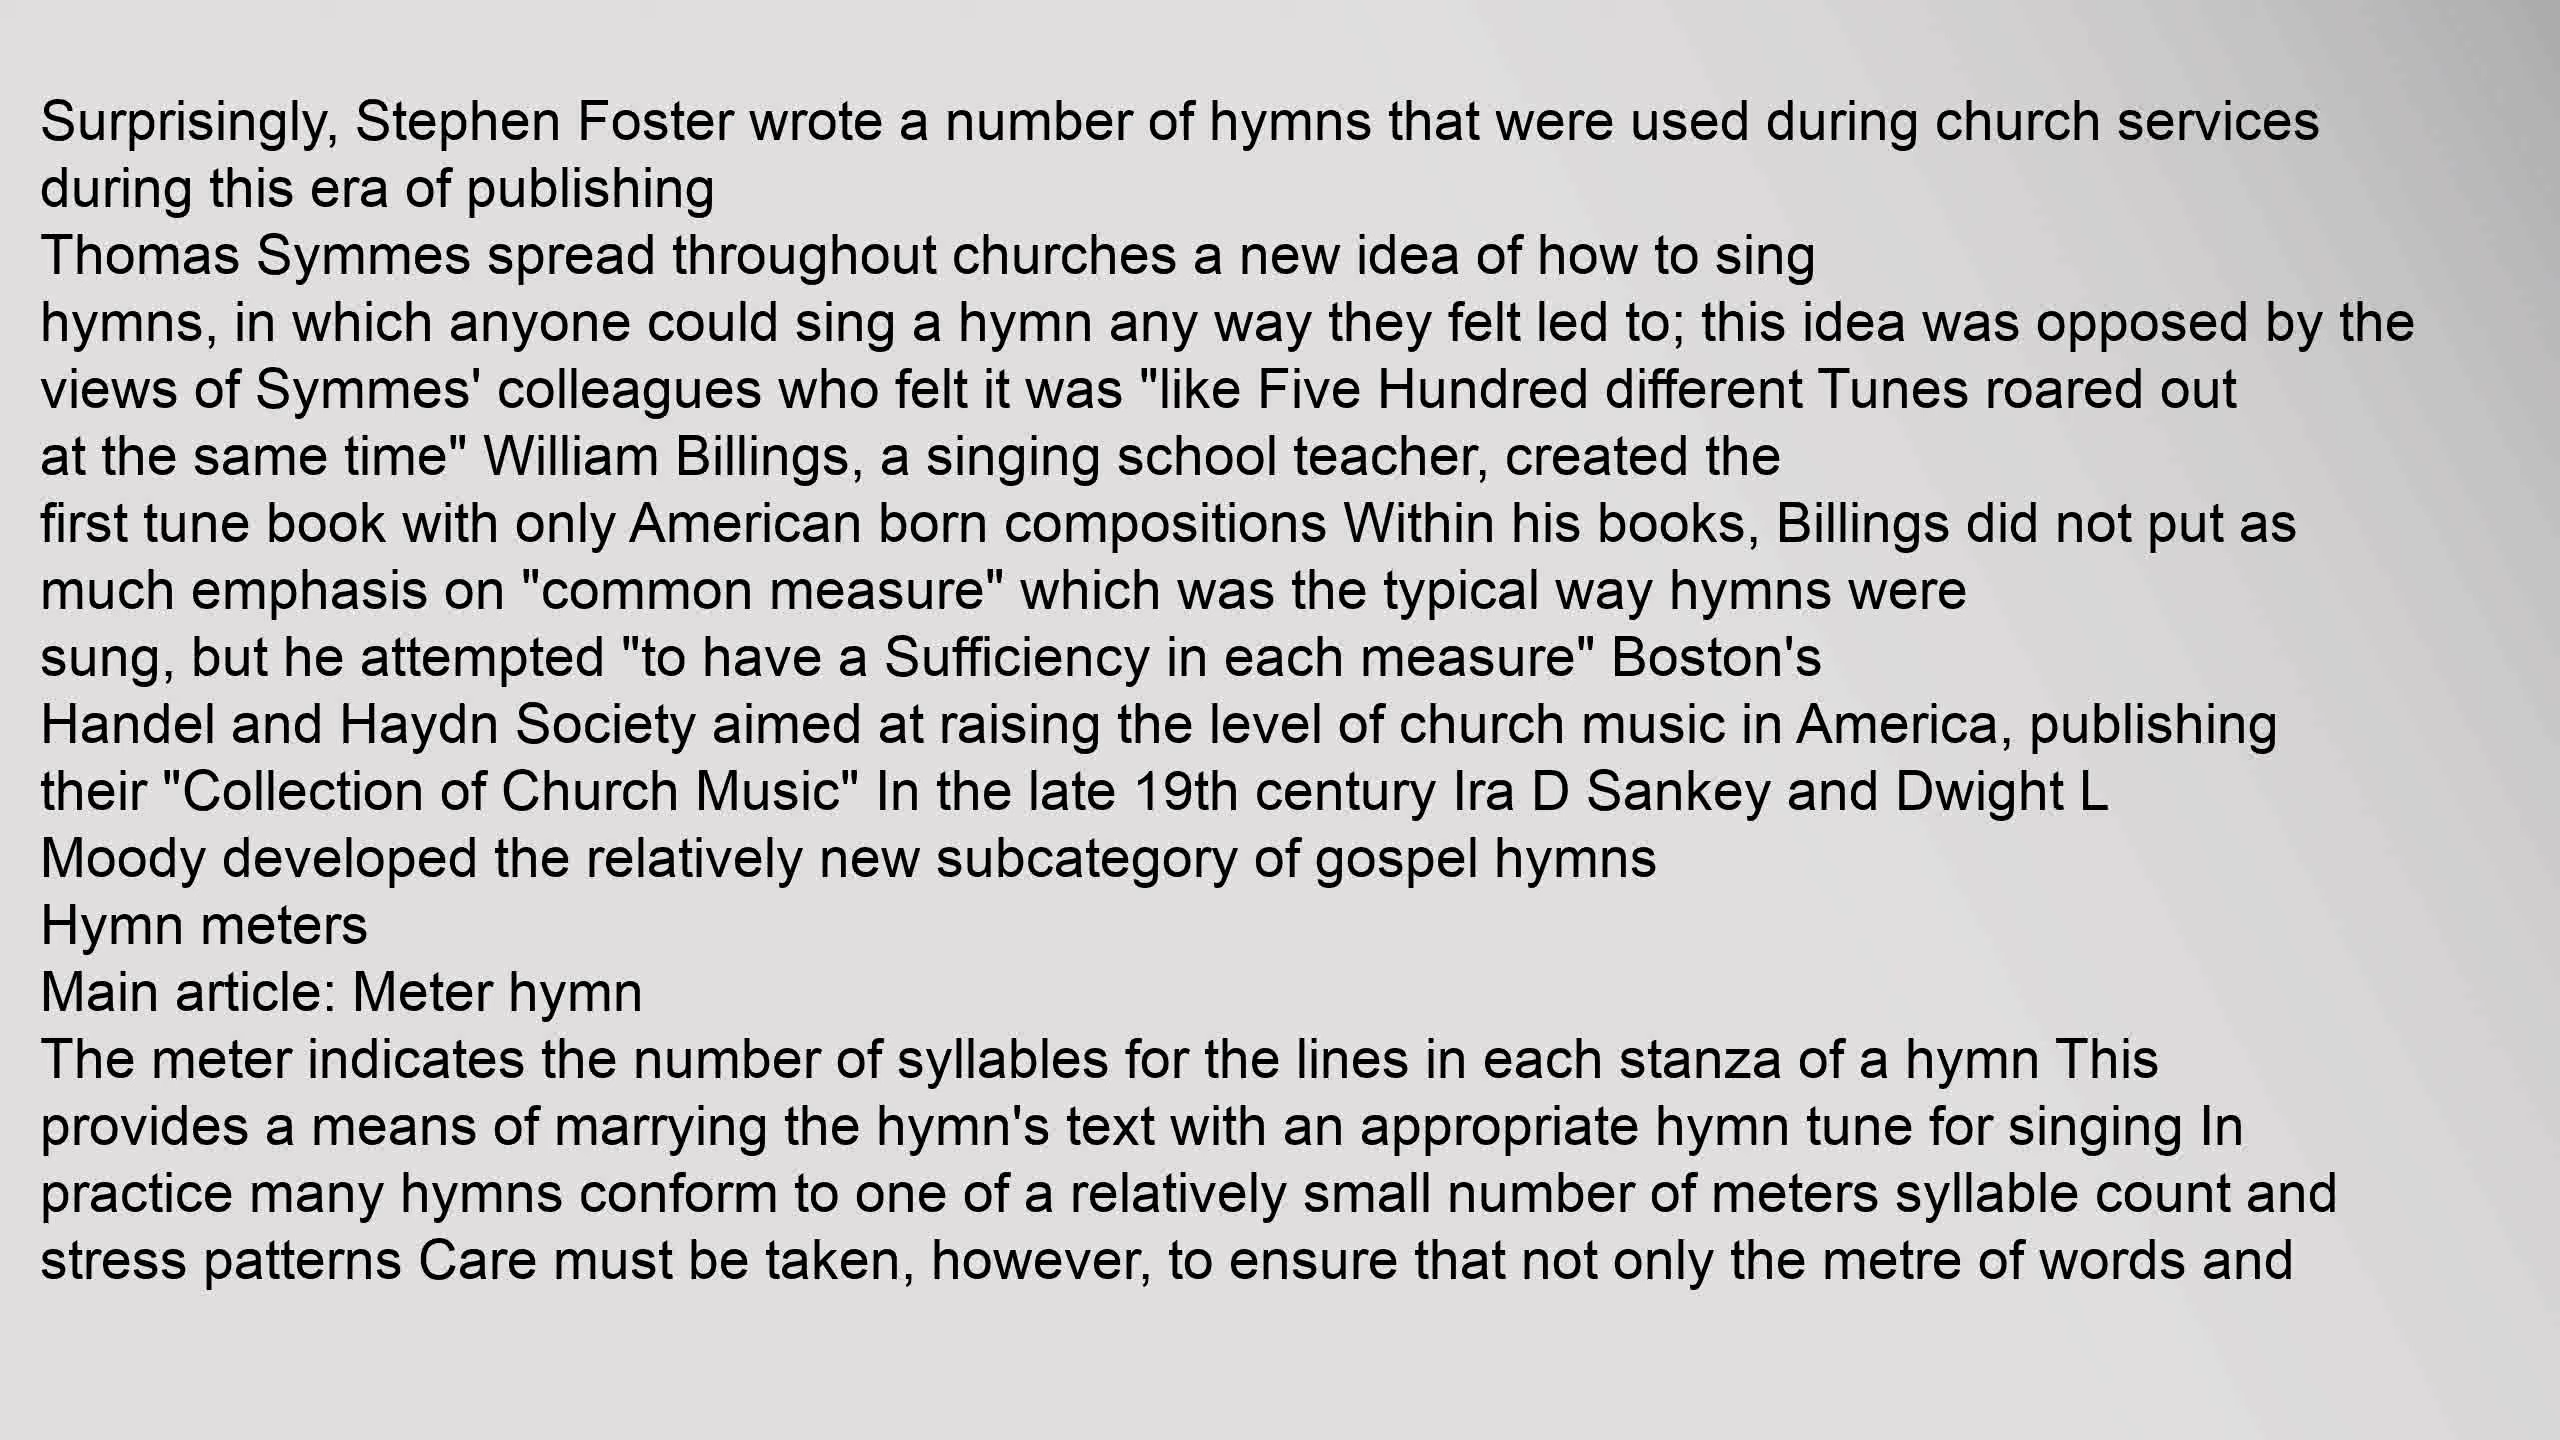 Surprisingly, Stephen Foster wrote a number of hymns that were used during church services
during this era of publishing
Thomas Symmes spread throughout churches a new idea of how to sing
hymns, in which anyone could sing a hymn any way they felt led to; this idea was opposed by the
views of Symmes' colleagues who felt it was "like Five Hundred different Tunes roared out
at the same time" William Billings, a singing school teacher, created the
first tune book with only American born compositions Within his books, Billings did not put as
much emphasis on "common measure" which was the typical way hymns were
sung, but he attempted "to have a Sufficiency in each measure" Boston's
Handel and Haydn Society aimed at raising the level of church music in America, publishing
their "Collection of Church Music" In the late 19th century Ira D Sankey and Dwight L
Moody developed the relatively new subcategory of gospel hymns
Hymn meters
Main article: Meter hymn
The meter indicates the number of syllables for the lines in each stanza of a hymn This
provides a means of marrying the hymn's text with an appropriate hymn tune for singing In
practice many hymns conform to one of a relatively small number of meters syllable count and
stress patterns Care must be taken, however, to ensure that not only the metre of words and